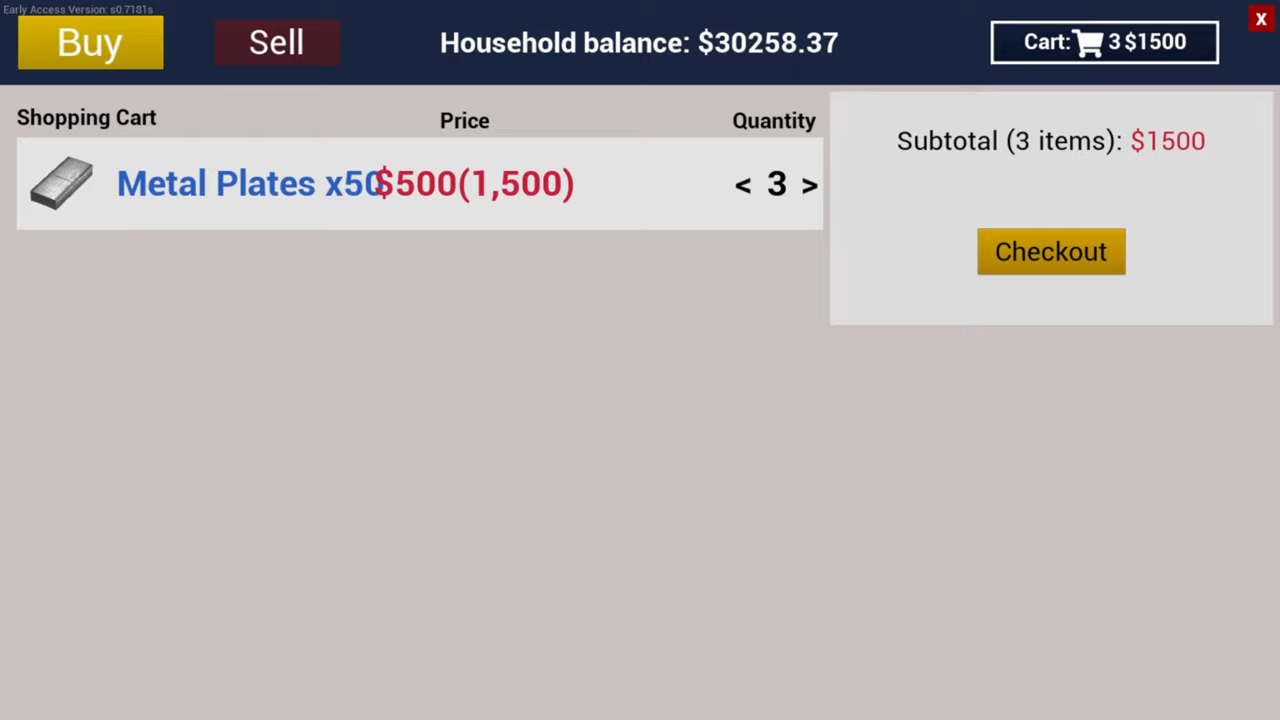 Early Access Version: s0.7181s
Buy
Sell
Household balance: $30258.37
Cart: 3 $1500
x
Shopping Cart
Price
Quantity
Metal Plates x50
$500(1,500)
< 3 >
Subtotal (3 items): $1500
Checkout